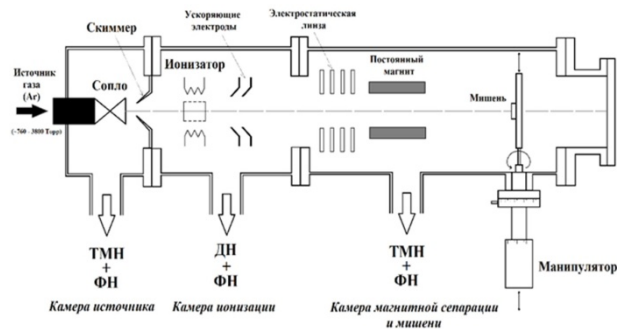 Скиммер
Ускоряющие
электроды
Электростатическая
линза
Источник
газа
(Ar)
Сопло
Ионизатор
Постоянный
магнит
Мишень
(~760 - 3800 Торр)
ТМН
+
ФН
ДН
+
ФН
ТМН
+
ФН
Манипулятор
Камера источника
Камера ионизации
Камера магнитной сепарации
и мишени